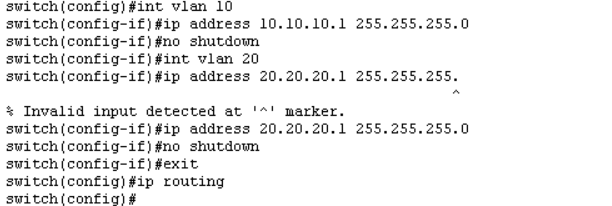 switch(config)#int vlan 10
switch(config-if)#ip address 10.10.10.1 255.255.255.0
switch(config-if)#no shutdown
switch(config-if)#int vlan 20
switch(config-if)#ip address 20.20.20.1 255.255.255.
^
% Invalid input detected at '^' marker.
switch(config-if)#ip address 20.20.20.1 255.255.255.0
switch(config-if)#no shutdown
switch(config-if)#exit
switch(config)#ip routing
switch(config)#